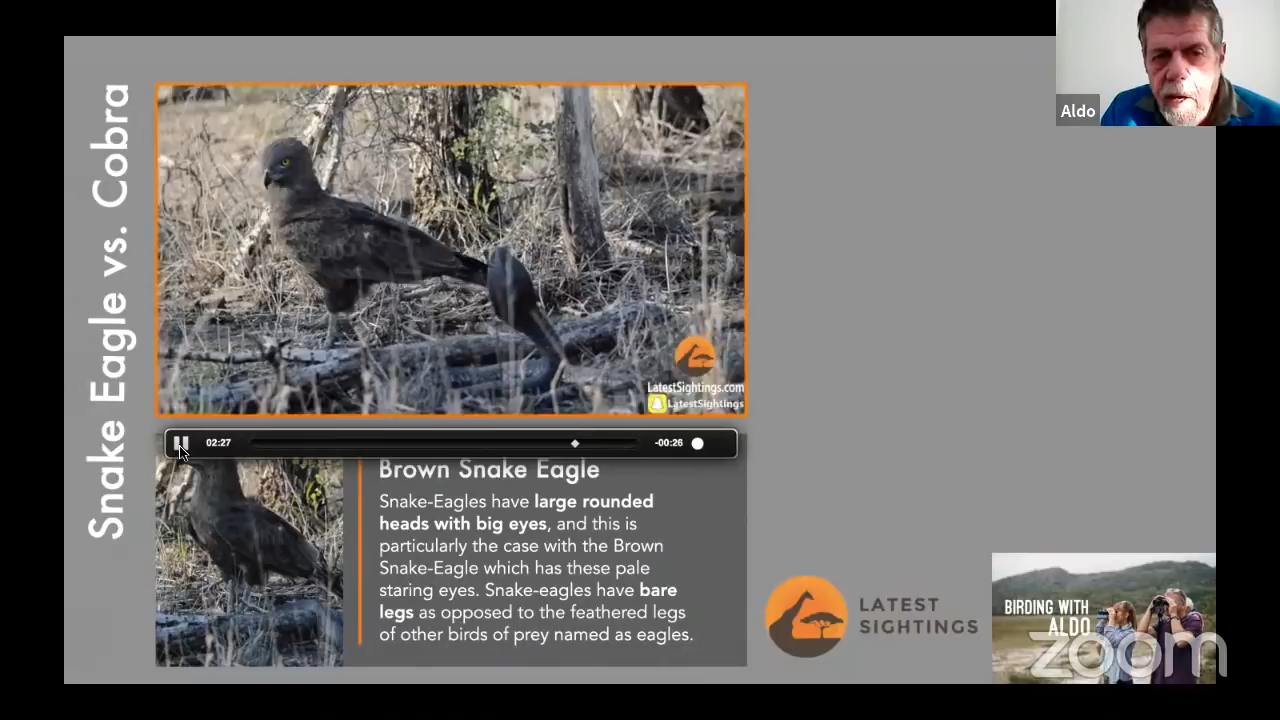 Snake Eagle vs. Cobra
Aldo
LatestSightings.com
LatestSightings
02:27
-00:26
Brown Snake Eagle
Snake-Eagles have large rounded
heads with big eyes, and this is
particularly the case with the Brown
Snake-Eagle which has these pale
staring eyes. Snake-eagles have bare
legs as opposed to the feathered legs
of other birds of prey named as eagles.
LATEST
SIGHTINGS
BIRDING WITH
ALDO
zoom